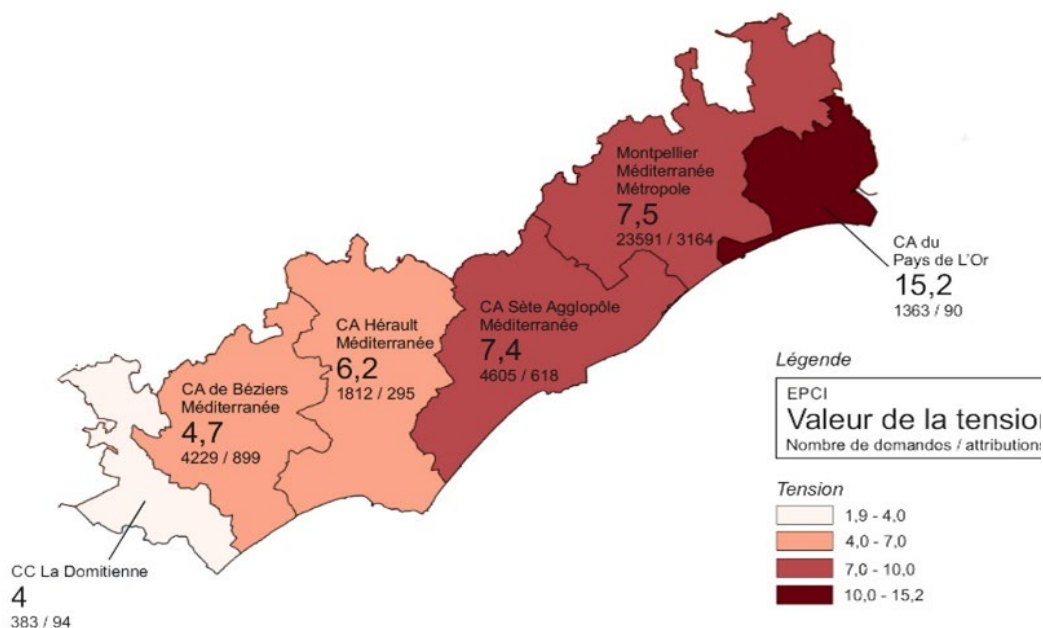 Montpellier
Méditerranée
Métropole
7,5
23591 / 3164
CA du
Pays de L'Or
15,2
1363 / 90
CA Sète Agglopôle
Méditerranée
7,4
4605 / 618
CA Hérault
Méditerranée
6,2
1812 / 295
CA de Béziers
Méditerranée
4,7
4229 / 899
CC La Domitienne
4
383 / 94
Légende
EPCI
Valeur de la tension
Nombre de demandes / attributions
Tension
1,9 - 4,0
4,0 - 7,0
7,0 - 10,0
10,0 - 15,2